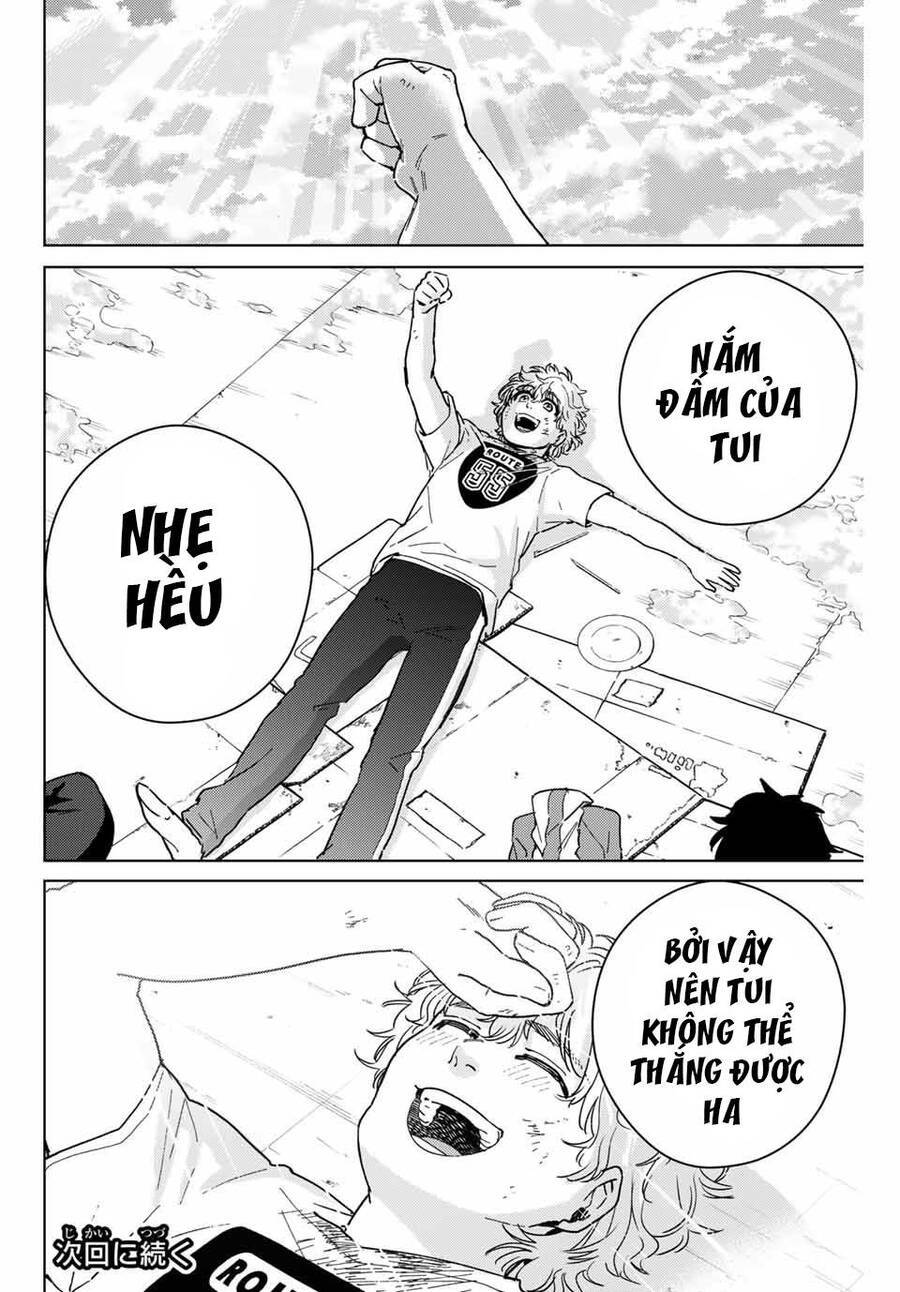 NẮM
ĐẤM CỦA
TUI
ROUTE
55
NHẸ
HỀU
BỞI VẬY
NÊN TUI
KHÔNG THỂ
THẮNG ĐƯỢC
HA
じかい つづ
次回に続く
ROU